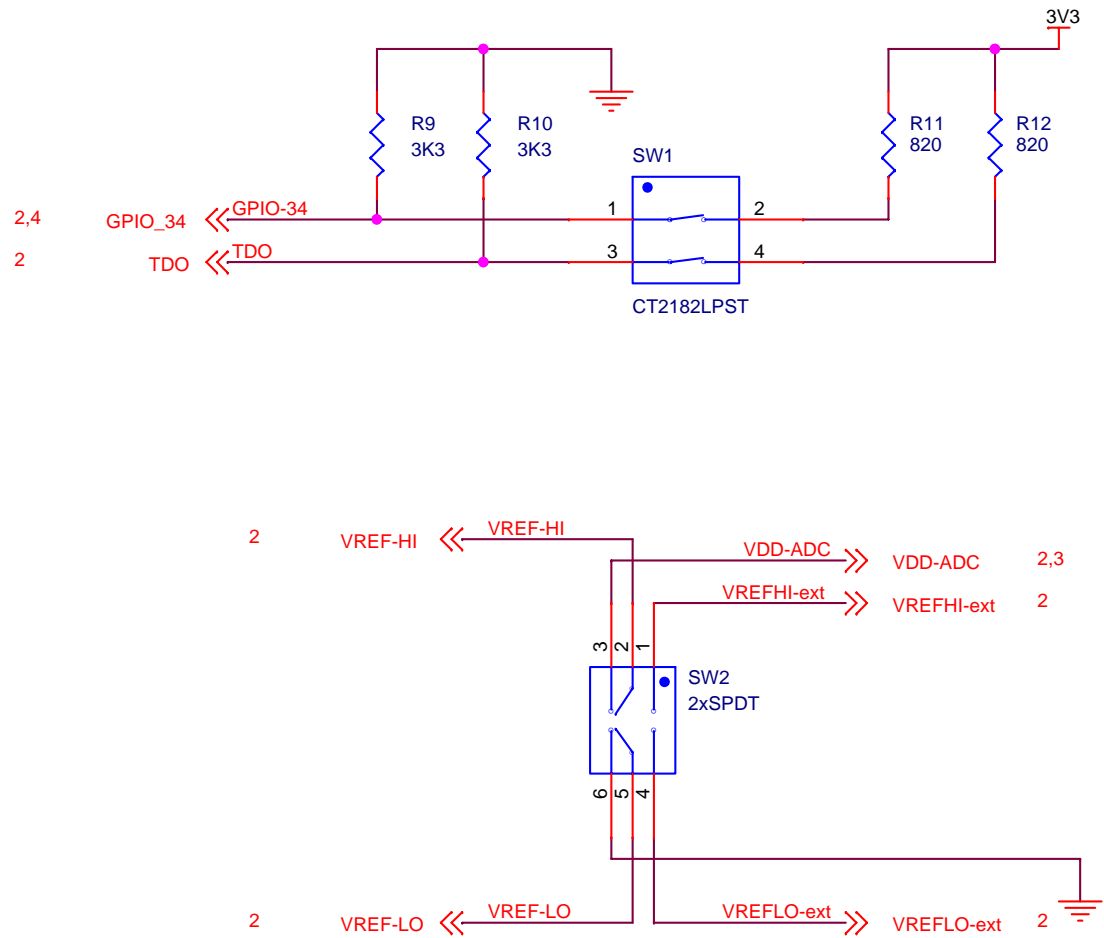 3V3
R9
3K3
R10
3K3
R11
820
R12
820
SW1
2,4
GPIO_34
GPIO-34
1
2
2
TDO
TDO
3
4
CT2182LPST
2
VREF-HI
VREF-HI
VDD-ADC
VDD-ADC
2,3
VREFHI-ext
VREFHI-ext
2
3
2
1
SW2
2xSPDT
6
5
4
2
VREF-LO
VREF-LO
VREFLO-ext
VREFLO-ext
2